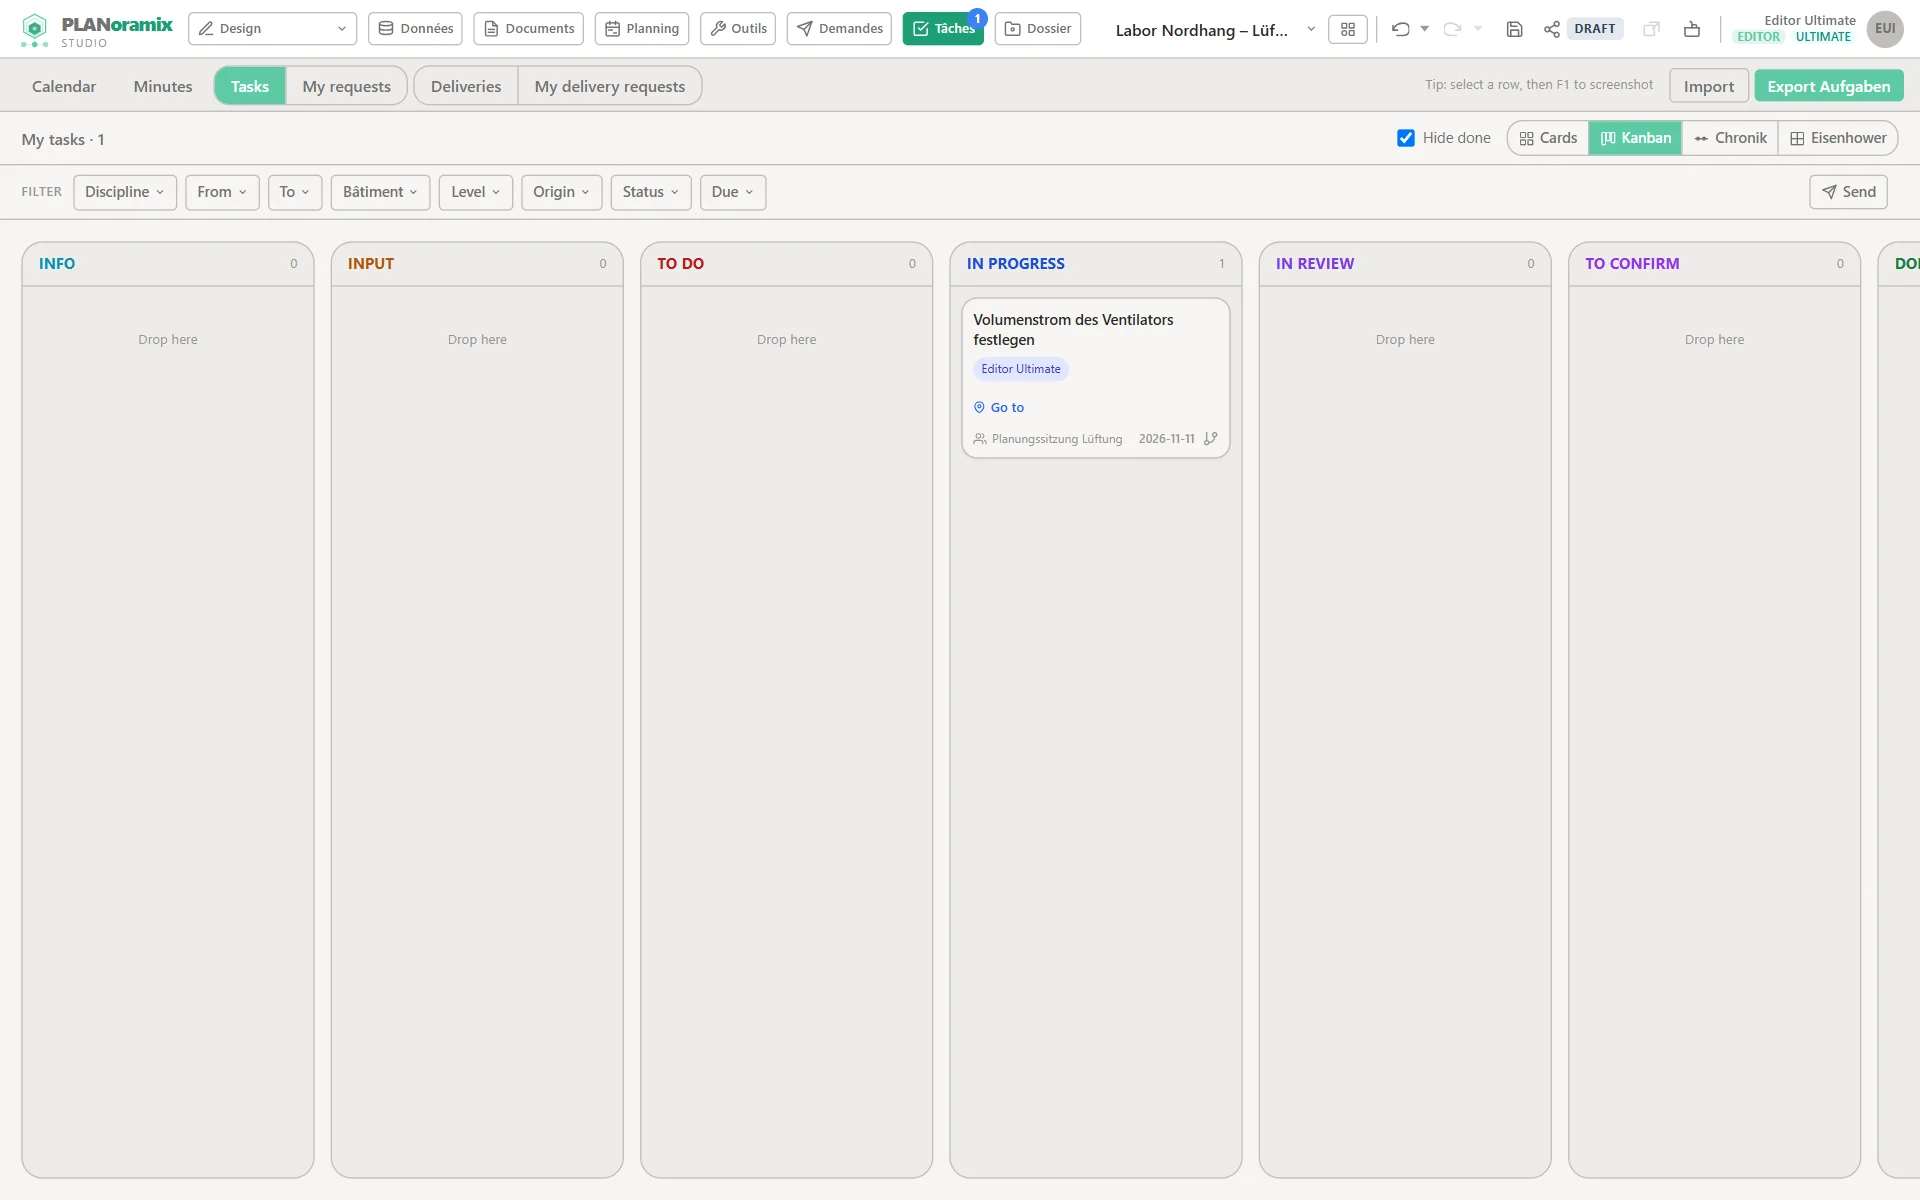 PLANoramix
STUDIO
Design
Données
Documents
Planning
Outils
Demandes
Tâches
1
Dossier
Labor Nordhang – Lüf...
DRAFT
Editor Ultimate
EDITOR ULTIMATE
EUI
Calendar
Minutes
Tasks
My requests
Deliveries
My delivery requests
Tip: select a row, then F1 to screenshot
Import
Export Aufgaben
My tasks · 1
Hide done
Cards
Kanban
Chronik
Eisenhower
FILTER
Discipline
From
To
Bâtiment
Level
Origin
Status
Due
Send
INFO 0
Drop here
INPUT 0
Drop here
TO DO 0
Drop here
IN PROGRESS 1
Volumenstrom des Ventilators
festlegen
Editor Ultimate
Go to
Planungssitzung Lüftung 2026-11-11
IN REVIEW 0
Drop here
TO CONFIRM 0
Drop here